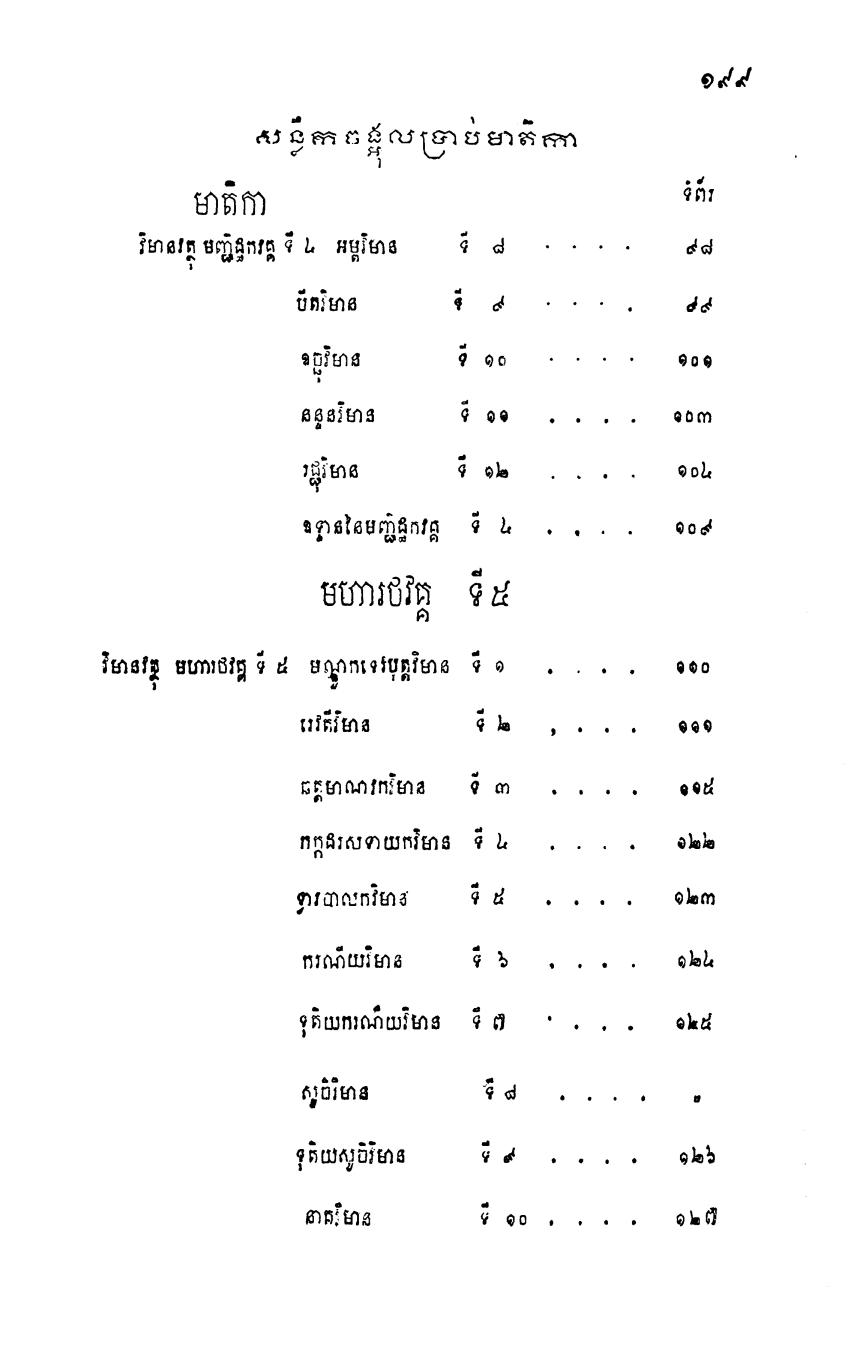 ១៩៩
សន្លឹកចង្អុលប្រាប់មាតិកា
មាតិកា ទំព័រ
វិមានវត្ថុ មញ្ជិដ្ឋកវគ្គ ទី ៤ អម្ពវិមាន ទី ៨ . . . . ៩៨
បីតវិមាន ទី ៩ . . . . ៩៩
ឧច្ឆុវិមាន ទី ១០ . . . . ១០១
វន្ទនវិមាន ទី ១១ . . . . ១០៣
រជ្ជុវិមាន ទី ១២ . . . . ១០៤
ឧទ្ទាននៃមញ្ជិដ្ឋកវគ្គ ទី ៤ . . . . ១០៩
មហារថវគ្គ ទី៥
វិមានវត្ថុ មហារថវគ្គ ទី ៥ មណ្ឌូកទេវបុត្តវិមាន ទី ១ . . . . ១១០
រេវតីវិមាន ទី ២ . . . . ១១១
ឆត្តមាណវកវិមាន ទី ៣ . . . . ១១៥
កក្កដរសទាយកវិមាន ទី ៤ . . . . ១២២
ទ្វារបាលកវិមាន ទី ៥ . . . . ១២៣
ករណីយវិមាន ទី ៦ . . . . ១២៤
ទុតិយករណីយវិមាន ទី ៧ . . . . ១២៥
សូចិវិមាន ទី ៨ . . . . "
ទុតិយសូចិវិមាន ទី ៩ . . . . ១២៦
នាគវិមាន ទី ១០ . . . . ១២៧